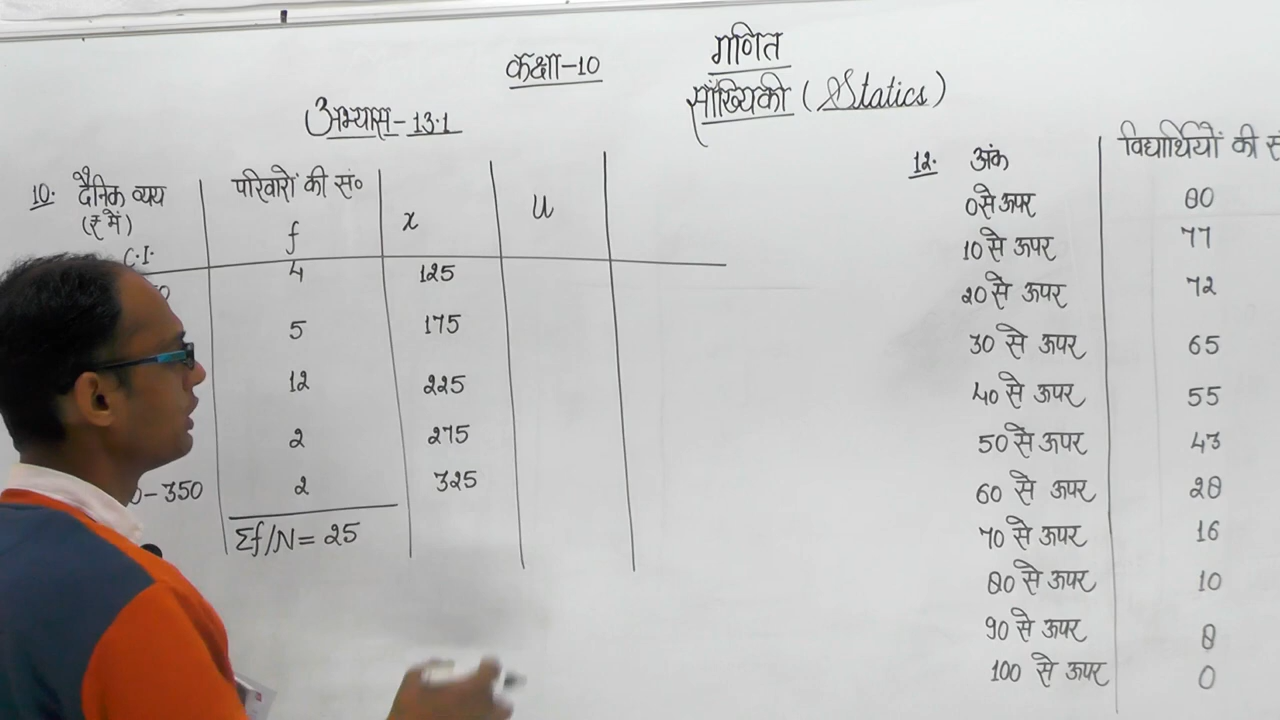 गणित
कक्षा-10
साँख्यिकी (Statics)
अभ्यास-13.1
10. दैनिक व्यय
(₹ में)
C.I.
परिवारों की सं०
f
x
u
4 125
5 175
12 225
2 275
0-350 2 325
Σf/N = 25
12. अंक विद्यार्थियों की
0 से ऊपर 80
10 से ऊपर 77
20 से ऊपर 72
30 से ऊपर 65
40 से ऊपर 55
50 से ऊपर 43
60 से ऊपर 28
70 से ऊपर 16
80 से ऊपर 10
90 से ऊपर 8
100 से ऊपर 0